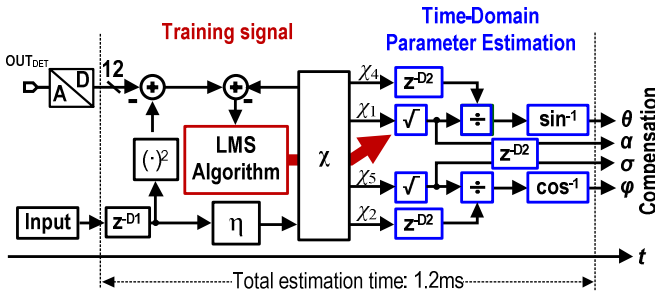 Training signal
Time-Domain
Parameter Estimation
OUT_DET
A
D
12
+
-
+
-
LMS
Algorithm
(·)²
Input
z^-D1
η
χ
χ4
χ1
χ5
χ2
z^-D2
√
÷
sin⁻¹
z^-D2
√
÷
cos⁻¹
z^-D2
θ
α
σ
φ
Compensation
t
Total estimation time: 1.2ms